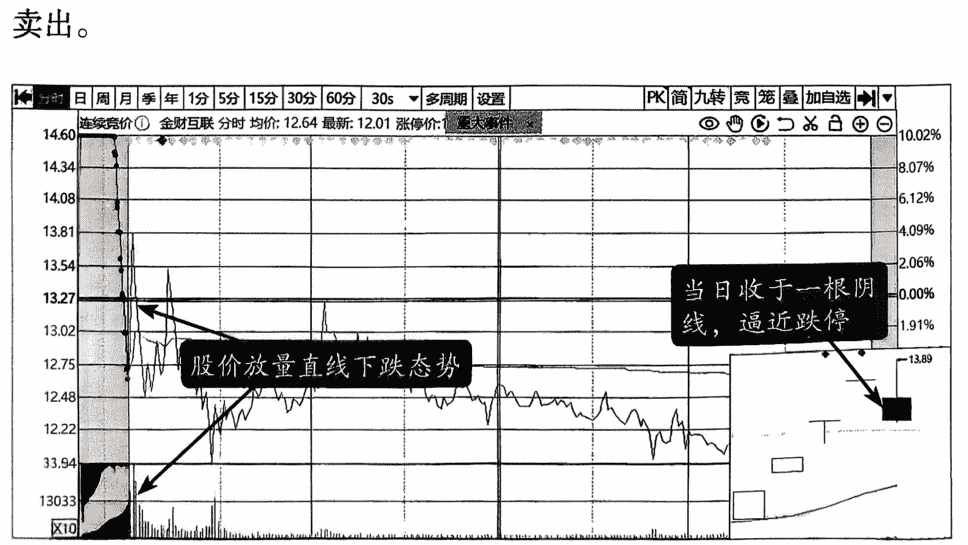 卖出。
分时 日 周 月 季 年 1分 5分 15分 30分 60分 30s 多周期 设置 PK 简 九转 竞 笼 叠 加自选
连续竞价 金财互联 分时 均价: 12.64 最新: 12.01 涨停价:1 重大事件
14.60 10.02%
14.34 8.07%
14.08 6.12%
13.81 4.09%
13.54 2.06%
13.27 0.00%
13.02 1.91%
12.75
12.48
12.22
33.94
13033
X10
当日收于一根阴
线，逼近跌停
股价放量直线下跌态势
13.89